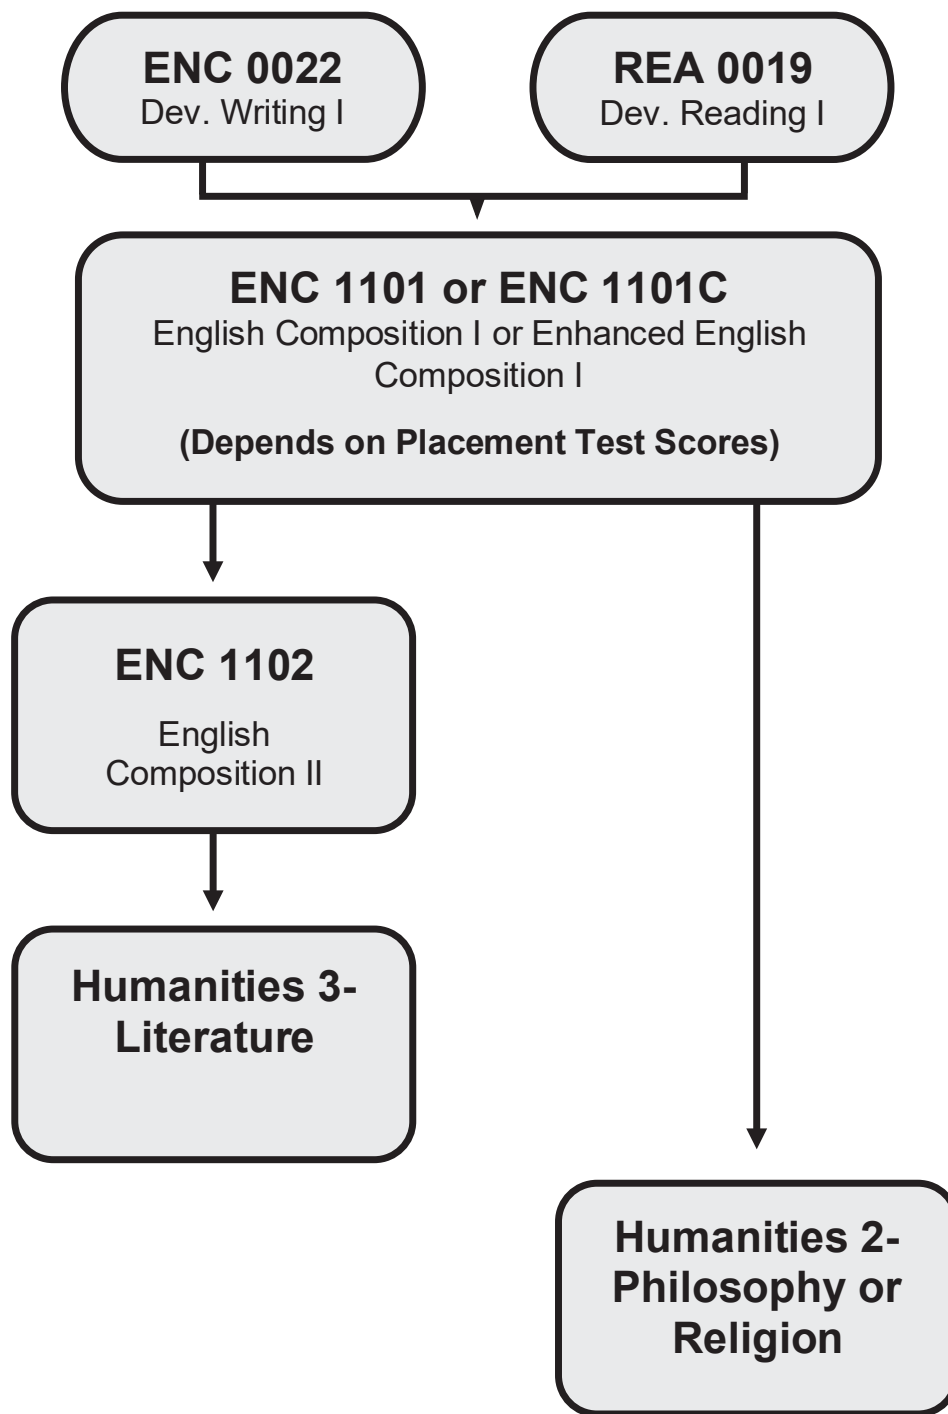 ENC 0022
Dev. Writing I
REA 0019
Dev. Reading I
ENC 1101 or ENC 1101C
English Composition I or Enhanced English
Composition I
(Depends on Placement Test Scores)
ENC 1102
English
Composition II
Humanities 3-
Literature
Humanities 2-
Philosophy or
Religion